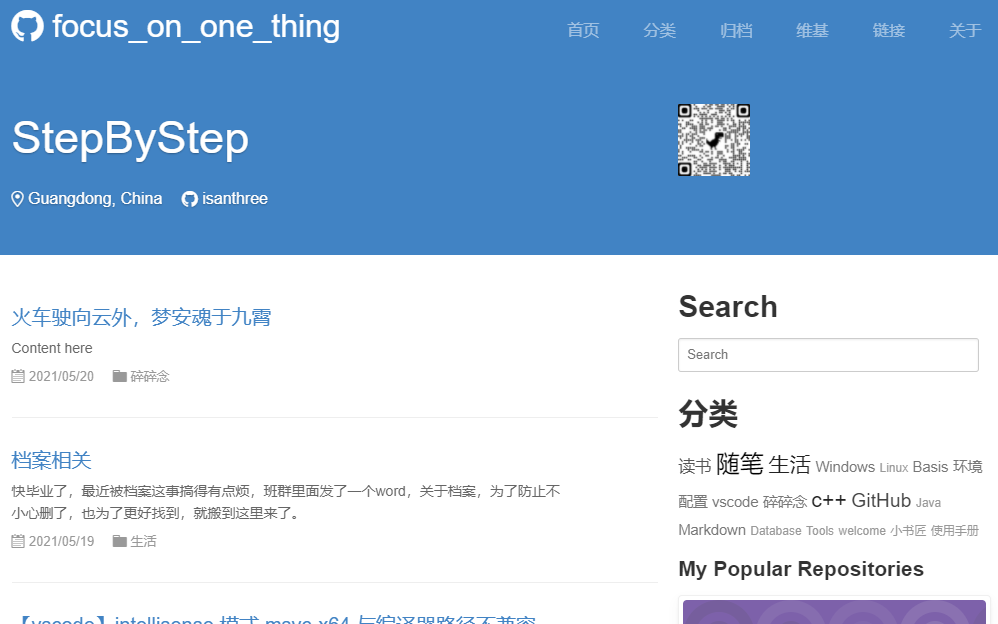 focus_on_one_thing
首页 分类 归档 维基 链接 关于
StepByStep
Guangdong, China isanthree
火车驶向云外，梦安魂于九霄
Content here
2021/05/20 碎碎念
档案相关
快毕业了，最近被档案这事搞得有点烦，班群里面发了一个word，关于档案，为了防止不
小心删了，也为了更好找到，就搬到这里来了。
2021/05/19 生活
【vscode】intellisense 模式 msvc-x64 与编译器路径不兼容
Search
Search
分类
读书 随笔 生活 Windows Linux Basis 环境
配置 vscode 碎碎念 c++ GitHub Java
Markdown Database Tools welcome 小书匠 使用手册
My Popular Repositories